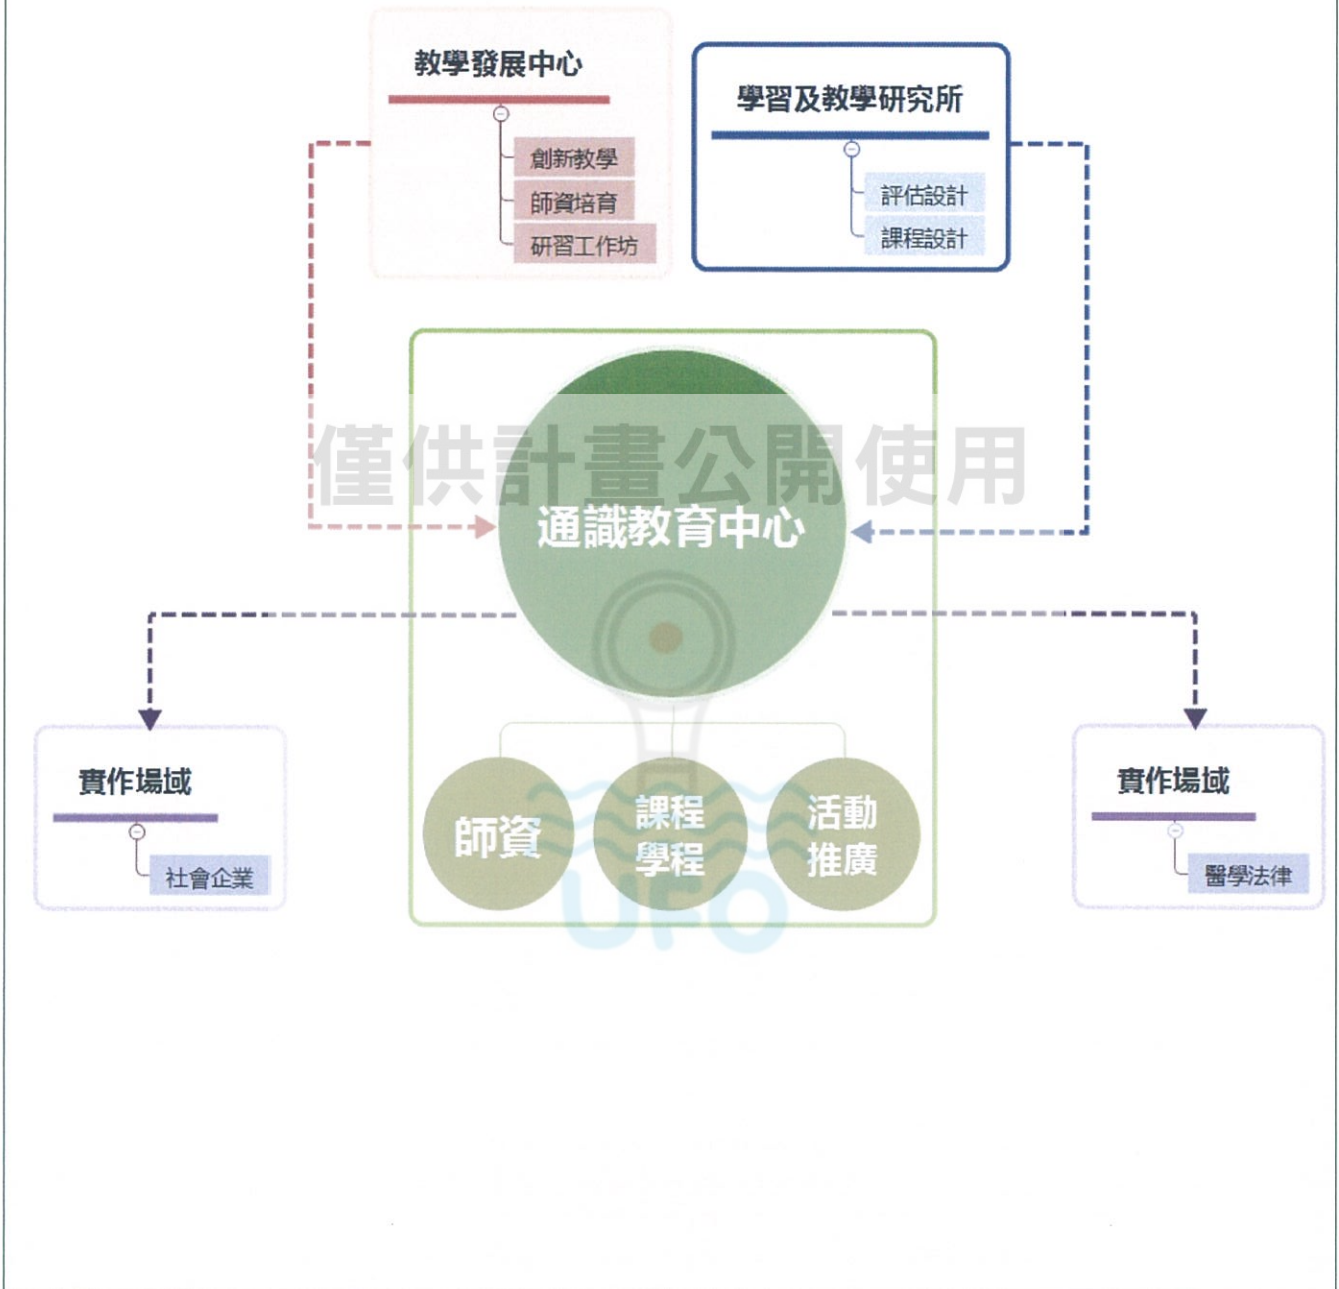 教學發展中心
創新教學
師資培育
研習工作坊
學習及教學研究所
評估設計
課程設計
僅供計畫公開使用
通識教育中心
實作場域
社會企業
師資
課程
學程
活動
推廣
實作場域
醫學法律
UFO